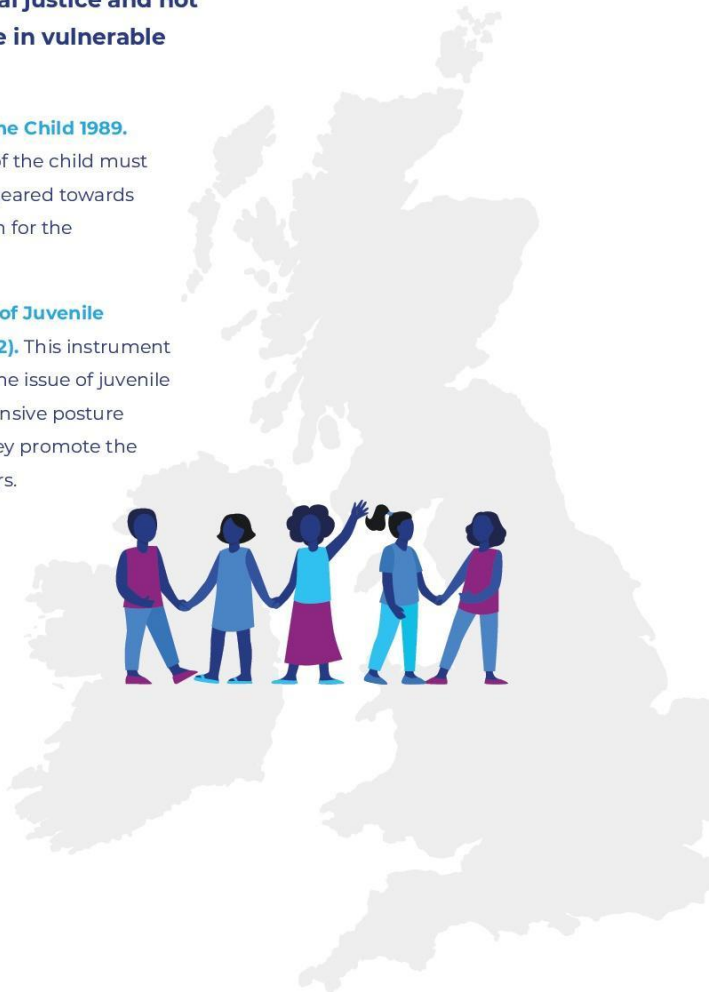 al justice and not
e in vulnerable
he Child 1989.
of the child must
eared towards
n for the
of Juvenile
2). This instrument
he issue of juvenile
nsive posture
ey promote the
rs.